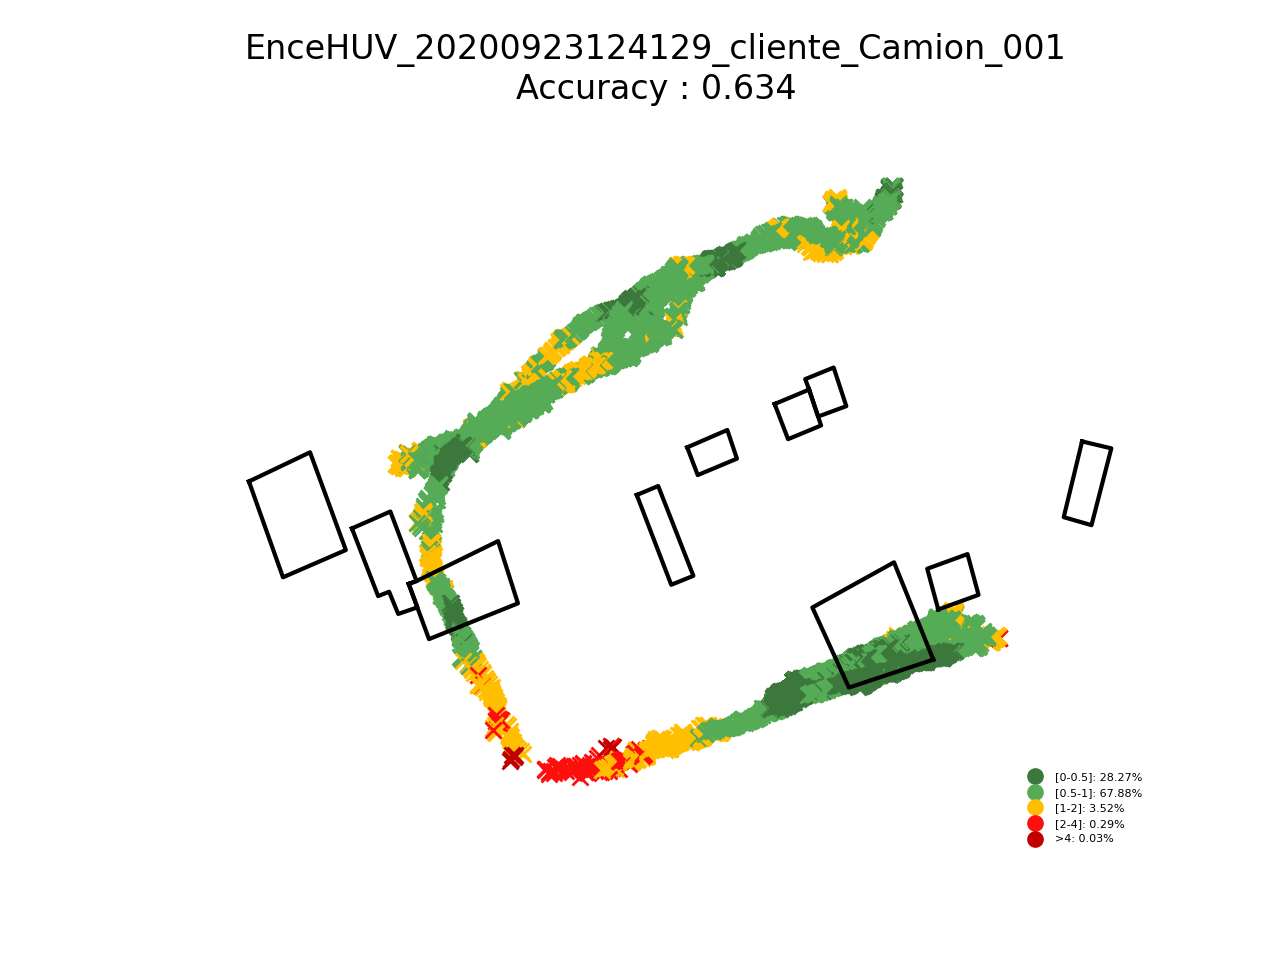 EnceHUV_20200923124129_cliente_Camion_001
Accuracy : 0.634
[0-0.5]: 28.27%
[0.5-1]: 67.88%
[1-2]: 3.52%
[2-4]: 0.29%
>4: 0.03%